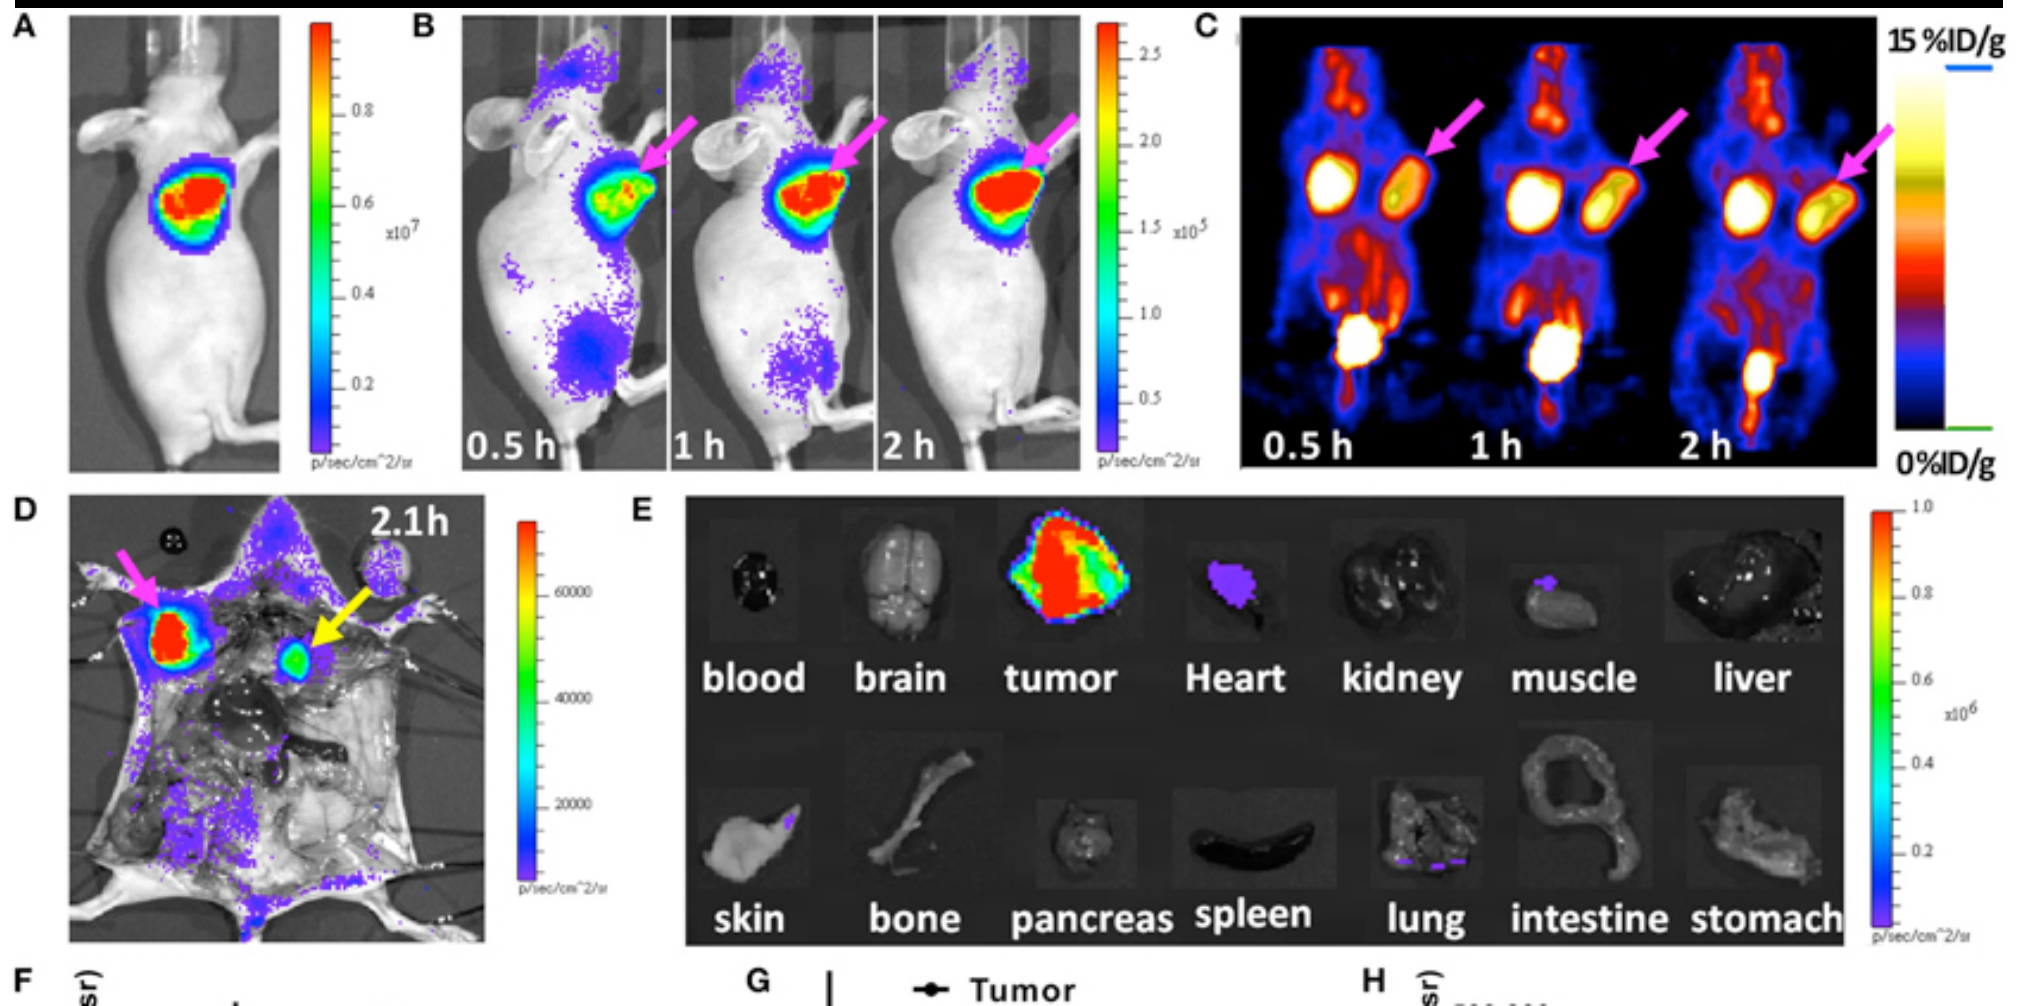 A
0.8
0.6
x10^7
0.4
0.2
p/sec/cm^2/sr
B
0.5 h
1 h
2 h
2.5
2.0
1.5
x10^5
1.0
0.5
p/sec/cm^2/sr
C
0.5 h
1 h
2 h
15 %ID/g
0%ID/g
D
2.1h
60000
40000
20000
p/sec/cm^2/sr
E
blood brain tumor Heart kidney muscle liver
skin bone pancreas spleen lung intestine stomach
1.0
0.8
0.6
x10^6
0.4
0.2
p/sec/cm^2/sr
F
sr)
G
Tumor
H
sr)